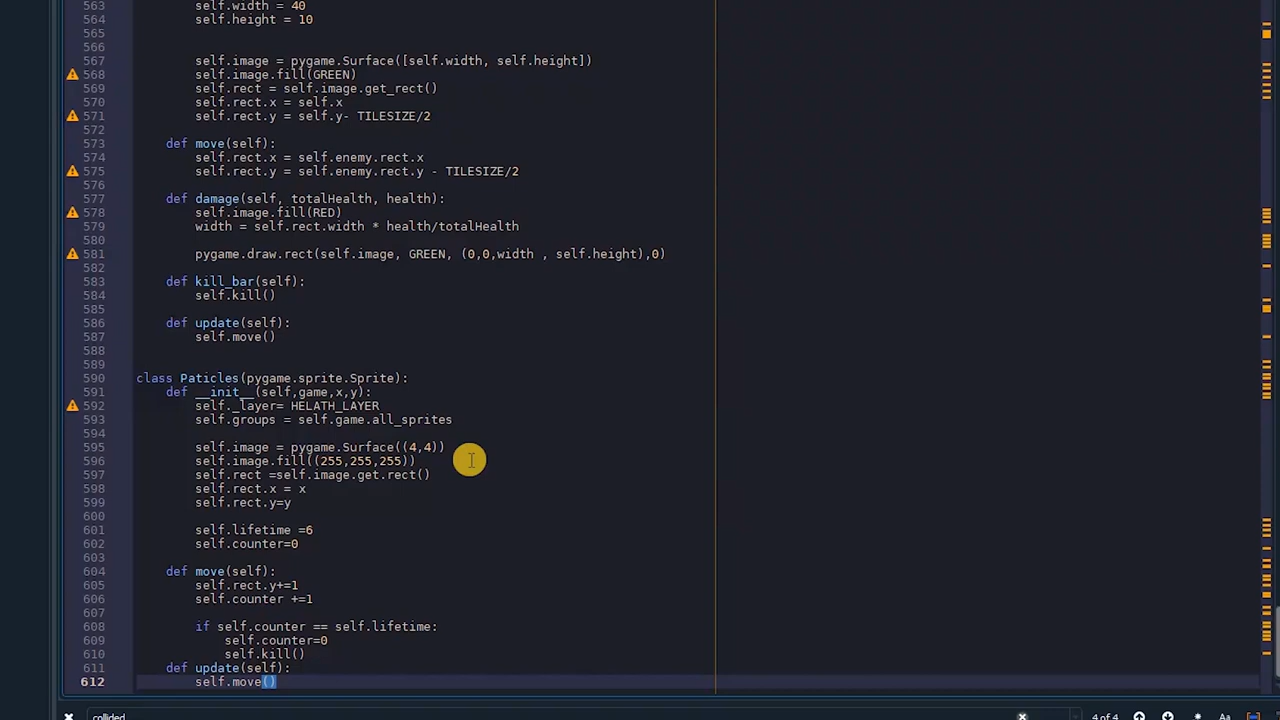 563 self.width = 40
564 self.height = 10
565
566
567 self.image = pygame.Surface([self.width, self.height])
568 self.image.fill(GREEN)
569 self.rect = self.image.get_rect()
570 self.rect.x = self.x
571 self.rect.y = self.y- TILESIZE/2
572
573 def move(self):
574 self.rect.x = self.enemy.rect.x
575 self.rect.y = self.enemy.rect.y - TILESIZE/2
576
577 def damage(self, totalHealth, health):
578 self.image.fill(RED)
579 width = self.rect.width * health/totalHealth
580
581 pygame.draw.rect(self.image, GREEN, (0,0,width , self.height),0)
582
583 def kill_bar(self):
584 self.kill()
585
586 def update(self):
587 self.move()
588
589
590 class Paticles(pygame.sprite.Sprite):
591 def __init__(self,game,x,y):
592 self._layer= HELATH_LAYER
593 self.groups = self.game.all_sprites
594
595 self.image = pygame.Surface((4,4))
596 self.image.fill((255,255,255))
597 self.rect =self.image.get.rect()
598 self.rect.x = x
599 self.rect.y=y
600
601 self.lifetime =6
602 self.counter=0
603
604 def move(self):
605 self.rect.y+=1
606 self.counter +=1
607
608 if self.counter == self.lifetime:
609 self.counter=0
610 self.kill()
611 def update(self):
612 self.move()
collided 4 of 4 Aa